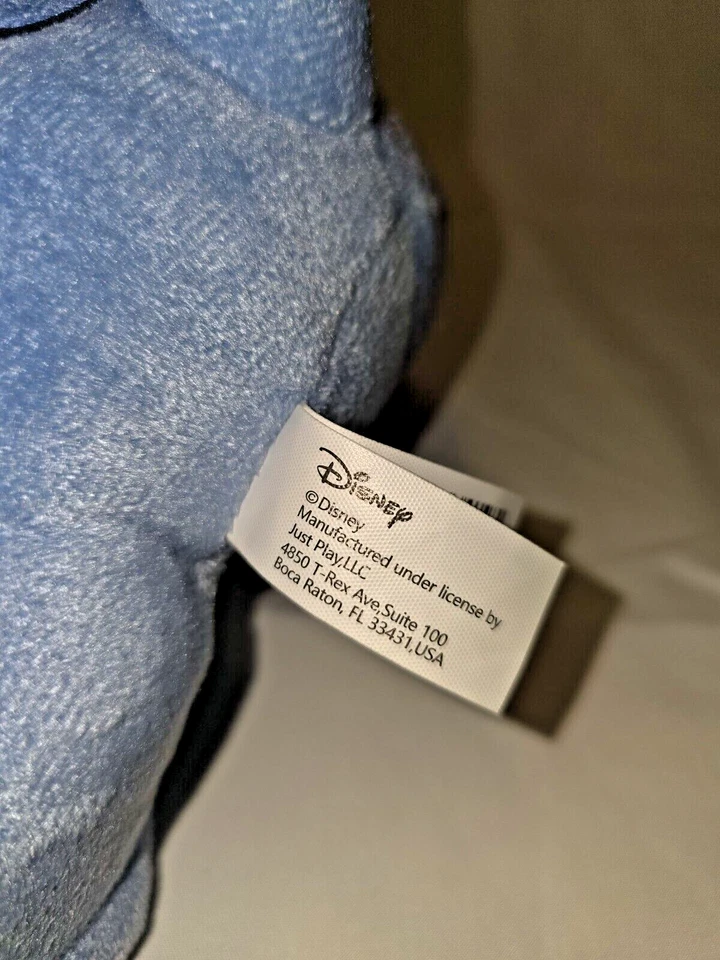 Disney
©Disney
Manufactured under license by
Just Play,LLC
4850 T-Rex Ave,Suite 100
Boca Raton, FL 33431,USA